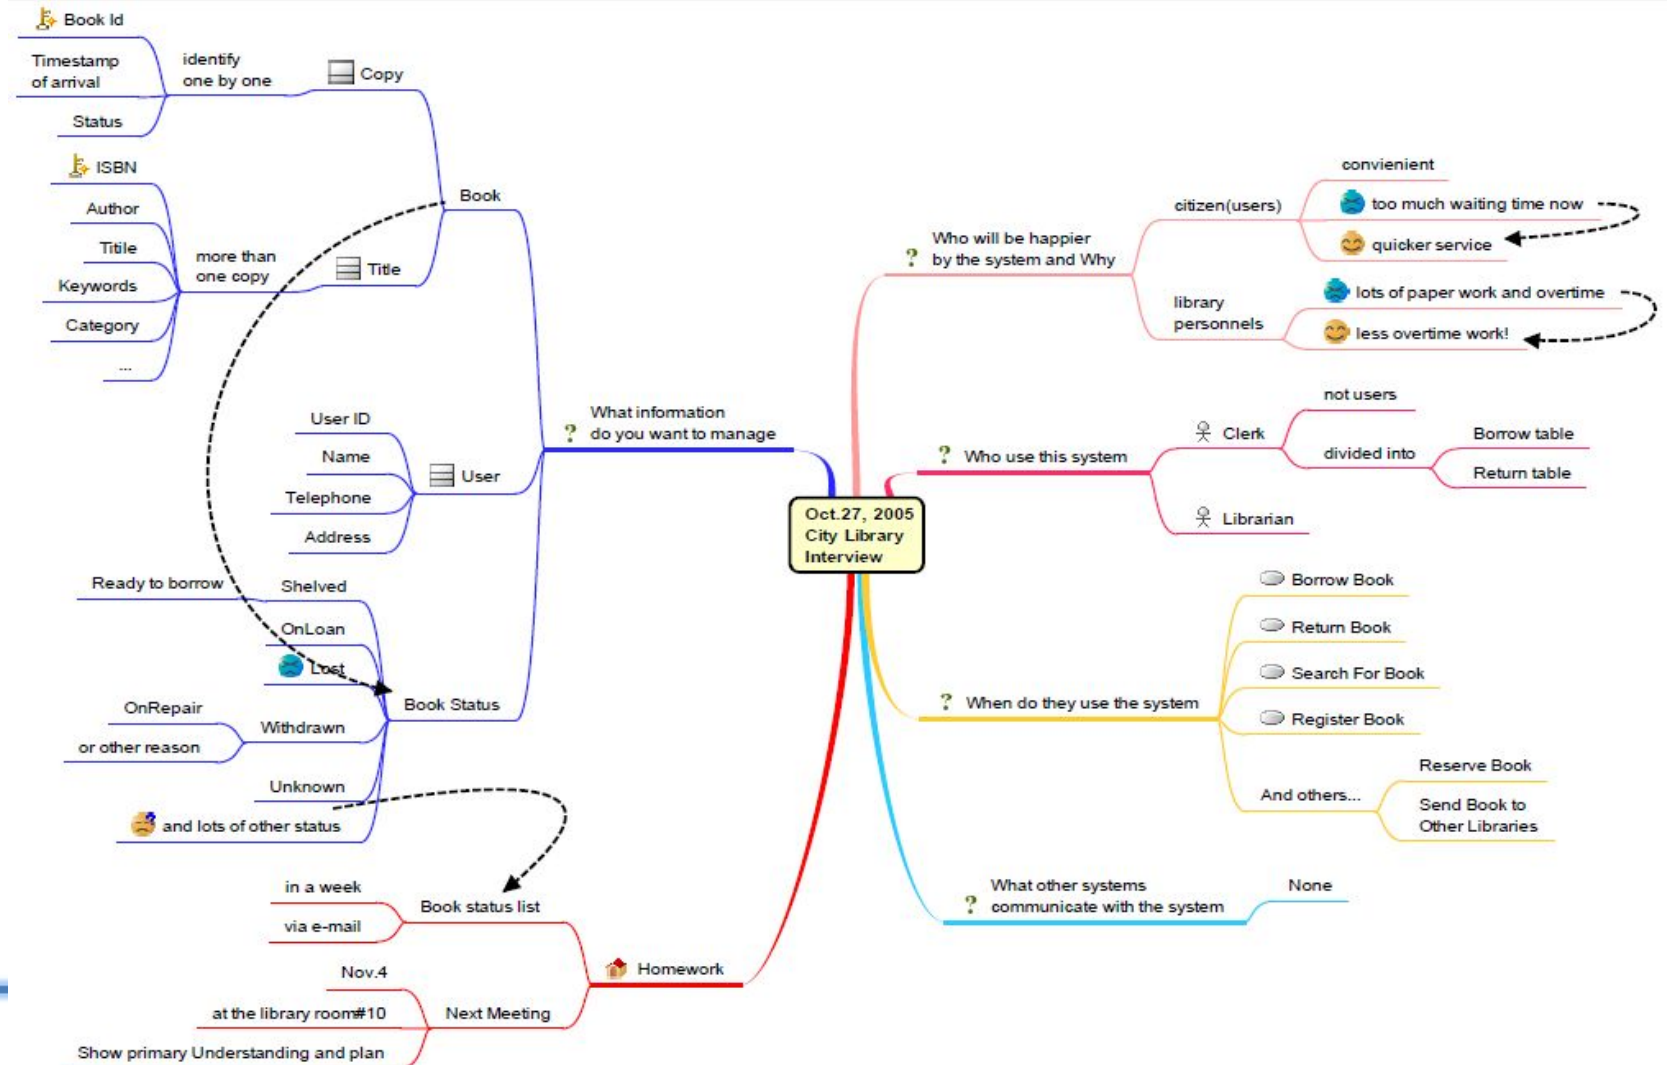 Book Id
Timestamp
of arrival
Status
identify
one by one
Copy
ISBN
Author
Titile
Keywords
Category
...
more than
one copy
Title
Book
User ID
Name
Telephone
Address
User
Ready to borrow
Shelved
OnLoan
Lost
OnRepair
or other reason
Withdrawn
Unknown
and lots of other status
Book Status
? What information
do you want to manage
in a week
via e-mail
Book status list
Nov.4
at the library room#10
Show primary Understanding and plan
Next Meeting
Homework
Oct.27, 2005
City Library
Interview
? Who will be happier
by the system and Why
citizen(users)
convienient
too much waiting time now
quicker service
library
personnels
lots of paper work and overtime
less overtime work!
? Who use this system
Clerk
not users
divided into
Borrow table
Return table
Librarian
? When do they use the system
Borrow Book
Return Book
Search For Book
Register Book
And others...
Reserve Book
Send Book to
Other Libraries
? What other systems
communicate with the system
None